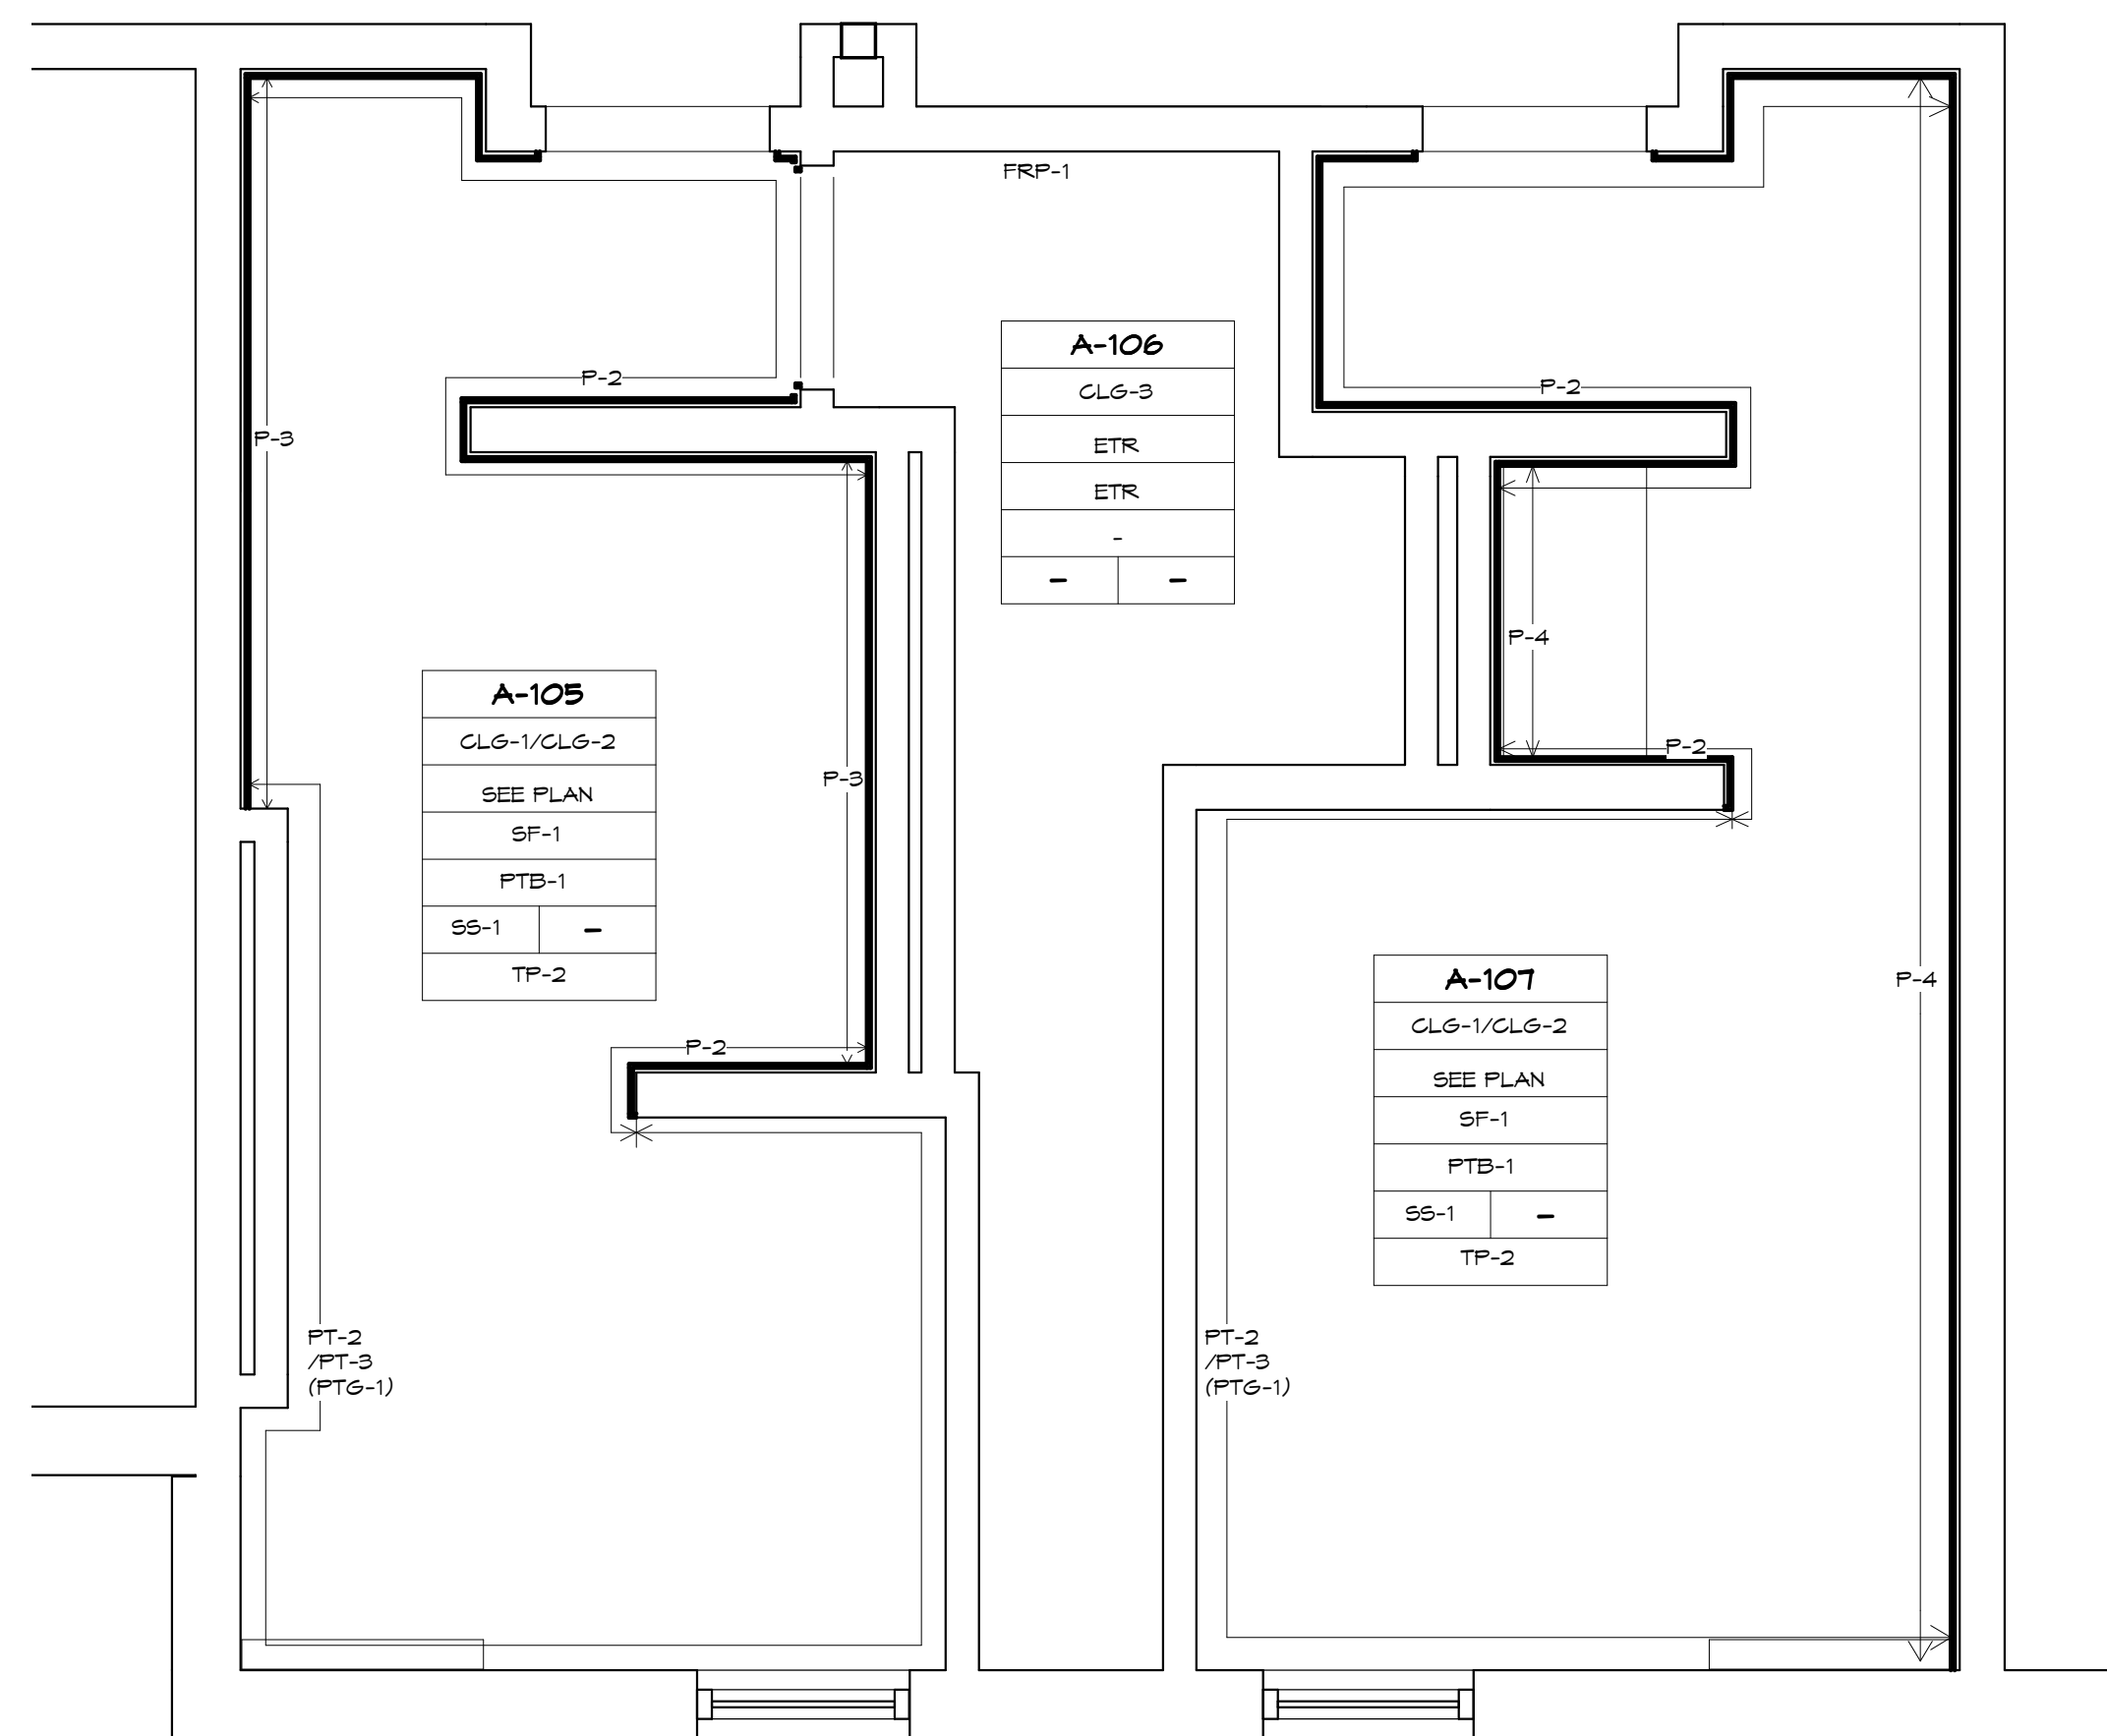 FRP-1
A-106
CLG-3
ETR
ETR
-
- -
P-2
P-2
P-3
P-4
A-105
CLG-1/CLG-2
SEE PLAN
SF-1
PTB-1
SS-1 -
TP-2
P-3
P-2
P-2
P-4
A-107
CLG-1/CLG-2
SEE PLAN
SF-1
PTB-1
SS-1 -
TP-2
PT-2
/PT-3
(PTG-1)
PT-2
/PT-3
(PTG-1)